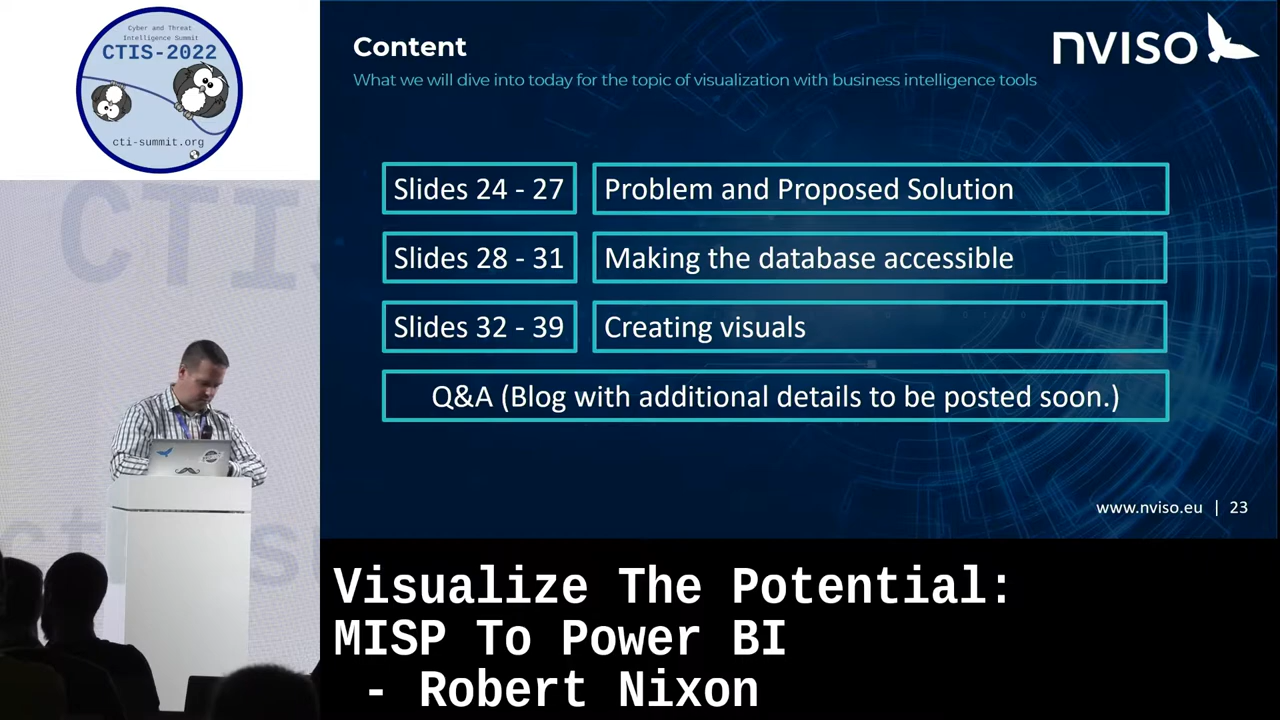 Cyber and Threat
Intelligence Summit
CTIS-2022
cti-summit.org
CTIS
Content
What we will dive into today for the topic of visualization with business intelligence tools
nviso
Slides 24 - 27
Problem and Proposed Solution
Slides 28 - 31
Making the database accessible
Slides 32 - 39
Creating visuals
Q&A (Blog with additional details to be posted soon.)
www.nviso.eu | 23
Visualize The Potential:
MISP To Power BI
- Robert Nixon